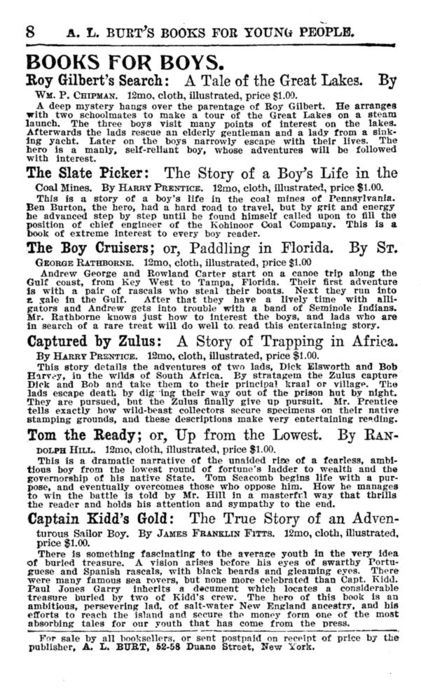 8 A. L. BURT'S BOOKS FOR YOUNG PEOPLE.
BOOKS FOR BOYS.
Roy Gilbert's Search: A Tale of the Great Lakes. By
WM. P. CHIPMAN. 12mo, cloth, illustrated, price $1.00.
A deep mystery hangs over the parentage of Roy Gilbert. He arranges
with two schoolmates to make a tour of the Great Lakes on a steam
launch. The three boys visit many points of interest on the lakes.
Afterwards the lads rescue an elderly gentleman and a lady from a sink-
ing yacht. Later on the boys narrowly escape with their lives. The
hero is a manly, self-reliant boy, whose adventures will be followed
with interest.
The Slate Picker: The Story of a Boy's Life in the
Coal Mines. By HARRY PRENTICE. 12mo, cloth, illustrated, price $1.00.
This is a story of a boy's life in the coal mines of Pennsylvania.
Ben Burton, the hero, had a hard road to travel, but by grit and energy
he advanced step by step until he found himself called upon to fill the
position of chief engineer of the Kohinoor Coal Company. This is a
book of extreme interest to every boy reader.
The Boy Cruisers; or, Paddling in Florida. By ST.
GEORGE RATHBORNE. 12mo, cloth, illustrated, price $1.00
Andrew George and Rowland Carter start on a canoe trip along the
Gulf coast, from Key West to Tampa, Florida. Their first adventure
is with a pair of rascals who steal their boats. Next they run into
a gale in the Gulf. After that they have a lively time with alli-
gators and Andrew gets into trouble with a band of Seminole Indians.
Mr. Rathborne knows just how to interest the boys, and lads who are
in search of a rare treat will do well to read this entertaining story.
Captured by Zulus: A Story of Trapping in Africa.
By HARRY PRENTICE. 12mo, cloth, illustrated, price $1.00.
This story details the adventures of two lads, Dick Elsworth and Bob
Harvey, in the wilds of South Africa. By stratagem the Zulus capture
Dick and Bob and take them to their principal kraal or village. The
lads escape death by digging their way out of the prison hut by night.
They are pursued, but the Zulus finally give up pursuit. Mr. Prentice
tells exactly how wild-beast collectors secure specimens on their native
stamping grounds, and these descriptions make very entertaining reading.
Tom the Ready; or, Up from the Lowest. By RAN-
DOLPH HILL. 12mo, cloth, illustrated, price $1.00.
This is a dramatic narrative of the unaided rise of a fearless, ambi-
tious boy from the lowest round of fortune's ladder to wealth and the
governorship of his native State. Tom Seacomb begins life with a pur-
pose, and eventually overcomes those who oppose him. How he manages
to win the battle is told by Mr. Hill in a masterful way that thrills
the reader and holds his attention and sympathy to the end.
Captain Kidd's Gold: The True Story of an Adven-
turous Sailor Boy. By JAMES FRANKLIN FITTS. 12mo, cloth, illustrated,
price $1.00.
There is something fascinating to the average youth in the very idea
of buried treasure. A vision arises before his eyes of swarthy Portu-
guese and Spanish rascals, with black beards and gleaming eyes. There
were many famous sea rovers, but none more celebrated than Capt. Kidd.
Paul Jones Garry inherits a document which locates a considerable
treasure buried by two of Kidd's crew. The hero of this book is an
ambitious, persevering lad, of salt-water New England ancestry, and his
efforts to reach the island and secure the money form one of the most
absorbing tales for our youth that has come from the press.
For sale by all booksellers, or sent postpaid on receipt of price by the
publisher, A. L. BURT, 52-58 Duane Street, New York.